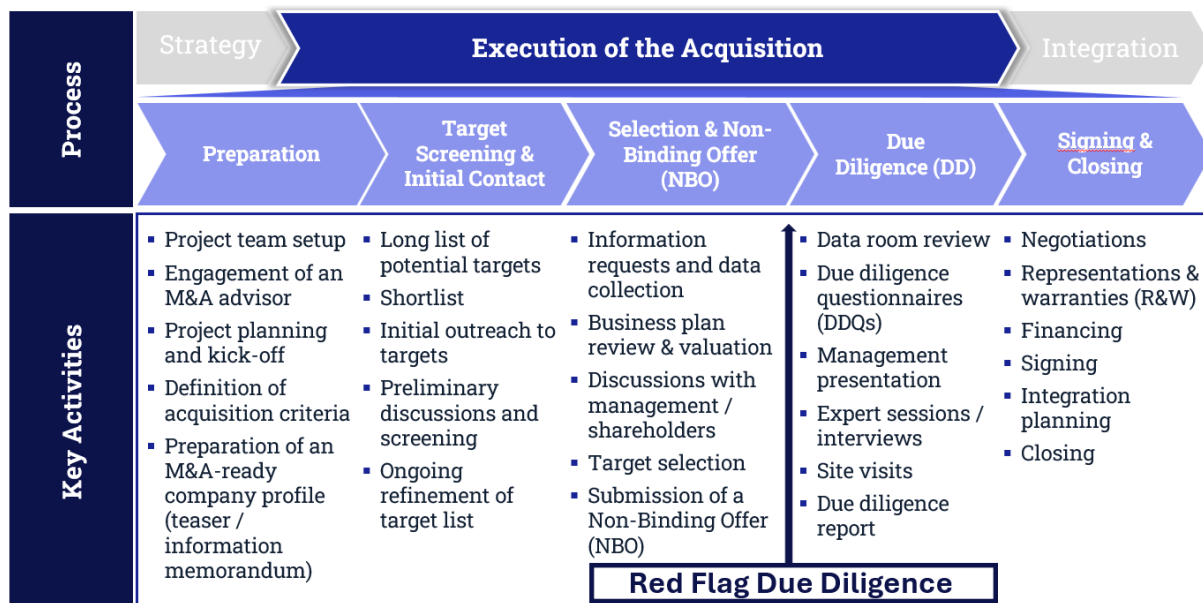 Process
Strategy
Execution of the Acquisition
Integration
Preparation
Target
Screening &
Initial Contact
Selection & Non-
Binding Offer
(NBO)
Due
Diligence (DD)
Signing &
Closing
Key Activities
▪ Project team setup
▪ Engagement of an
M&A advisor
▪ Project planning
and kick-off
▪ Definition of
acquisition criteria
▪ Preparation of an
M&A-ready
company profile
(teaser /
information
memorandum)
▪ Long list of
potential targets
▪ Shortlist
▪ Initial outreach to
targets
▪ Preliminary
discussions and
screening
▪ Ongoing
refinement of
target list
▪ Information
requests and data
collection
▪ Business plan
review & valuation
▪ Discussions with
management /
shareholders
▪ Target selection
▪ Submission of a
Non-Binding Offer
(NBO)
▪ Data room review
▪ Due diligence
questionnaires
(DDQs)
▪ Management
presentation
▪ Expert sessions /
interviews
▪ Site visits
▪ Due diligence
report
▪ Negotiations
▪ Representations &
warranties (R&W)
▪ Financing
▪ Signing
▪ Integration
planning
▪ Closing
Red Flag Due Diligence